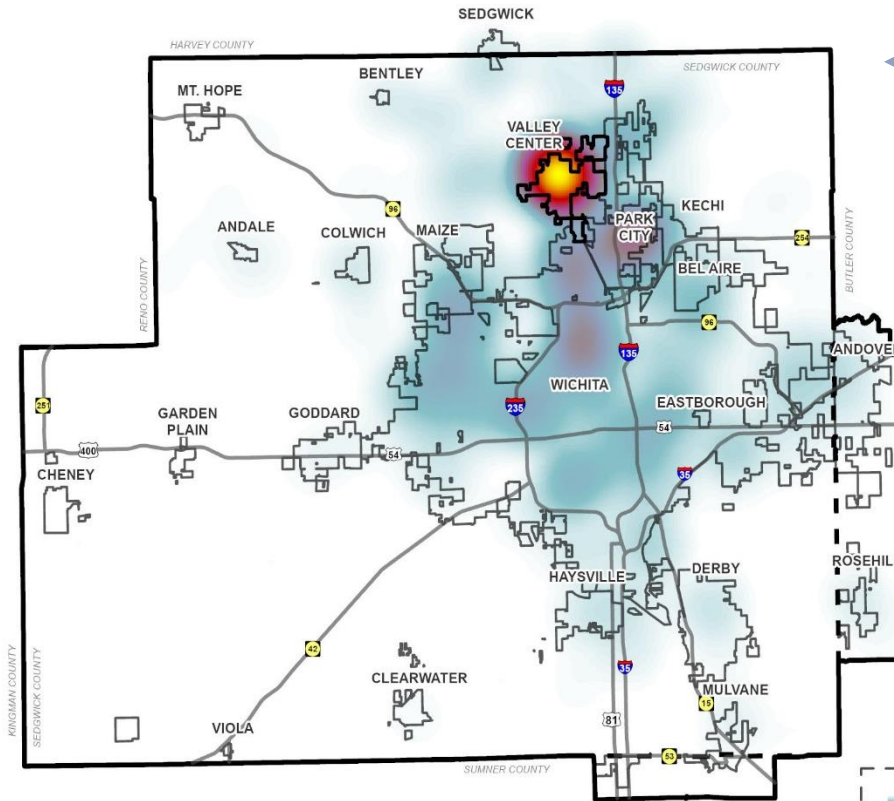 SEDGWICK
HARVEY COUNTY
SEDGWICK COUNTY
BENTLEY
MT. HOPE
135
VALLEY
CENTER
96
ANDALE
COLWICH
MAIZE
PARK
CITY
KECHI
254
BEL AIRE
BUTLER COUNTY
RENO COUNTY
96
135
ANDOVE
251
WICHITA
235
EASTBOROUGH
GARDEN
PLAIN
GODDARD
54
400
54
CHENEY
35
HAYSVILLE
DERBY
ROSEHIL
KINGMAN COUNTY
SEDGWICK COUNTY
42
CLEARWATER
35
MULVANE
15
81
VIOLA
53
SUMNER COUNTY